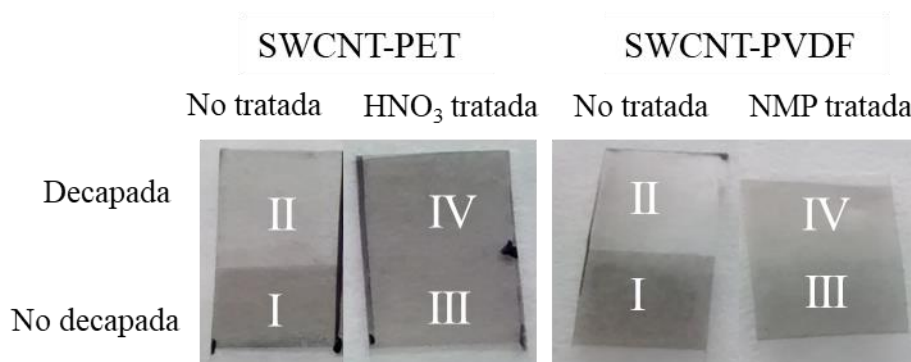 SWCNT-PET SWCNT-PVDF
No tratada HNO₃ tratada No tratada NMP tratada
Decapada II IV II IV
No decapada I III I III